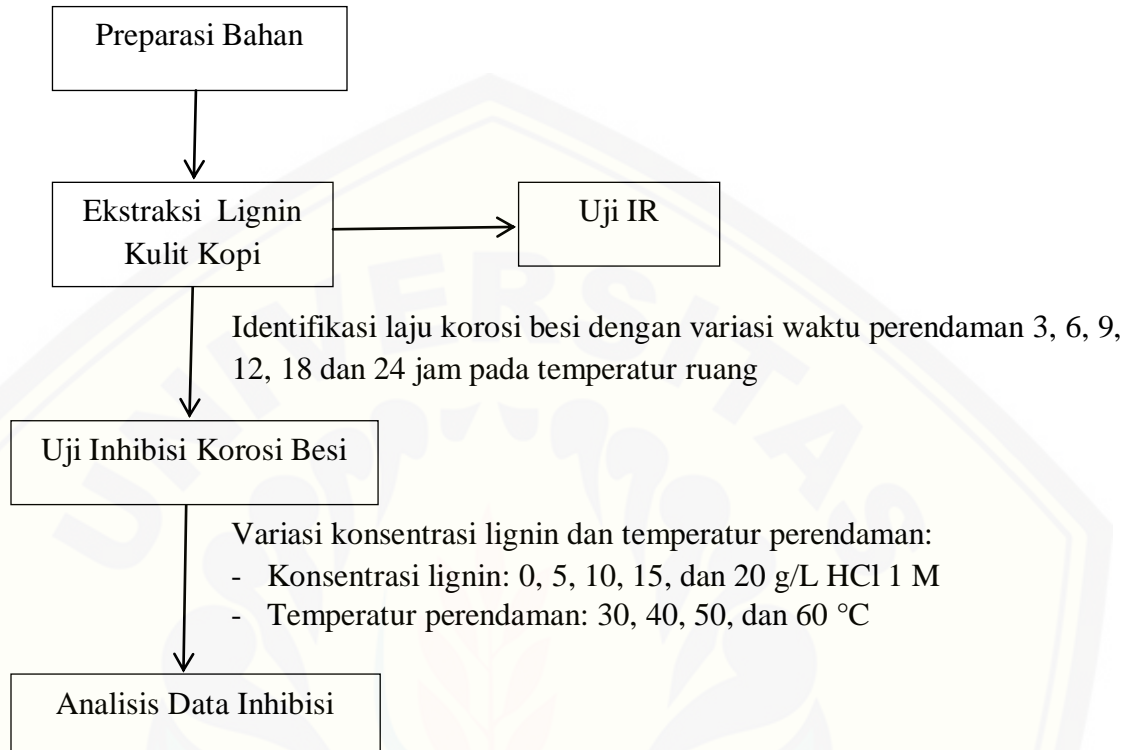 Preparasi Bahan
Ekstraksi Lignin
Kulit Kopi
Uji IR
Identifikasi laju korosi besi dengan variasi waktu perendaman 3, 6, 9,
12, 18 dan 24 jam pada temperatur ruang
Uji Inhibisi Korosi Besi
Variasi konsentrasi lignin dan temperatur perendaman:
- Konsentrasi lignin: 0, 5, 10, 15, dan 20 g/L HCl 1 M
- Temperatur perendaman: 30, 40, 50, dan 60 °C
Analisis Data Inhibisi
UNIVERSITAS